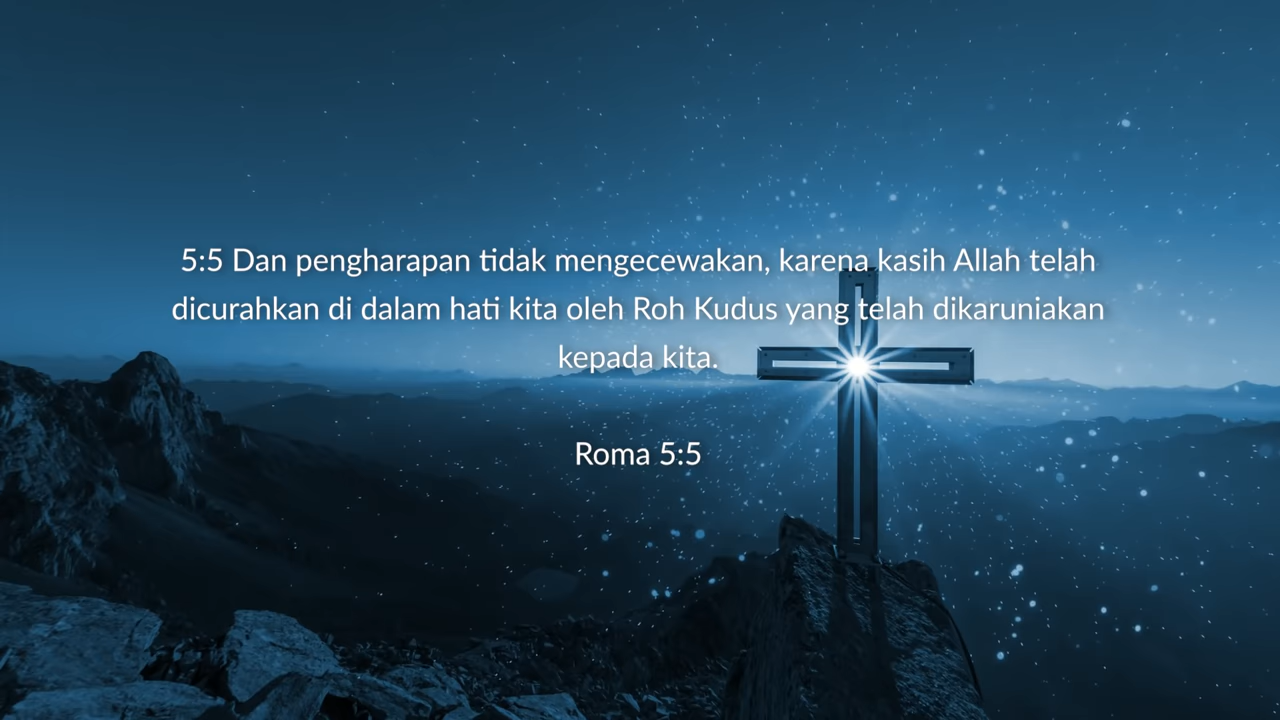 5:5 Dan pengharapan tidak mengecewakan, karena kasih Allah telah
dicurahkan di dalam hati kita oleh Roh Kudus yang telah dikaruniakan
kepada kita.
Roma 5:5